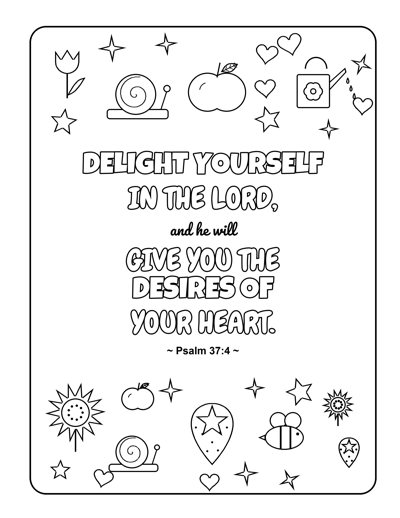 DELIGHT YOURSELF
IN THE LORD,
and he will
GIVE YOU THE
DESIRES OF
YOUR HEART.
~ Psalm 37:4 ~